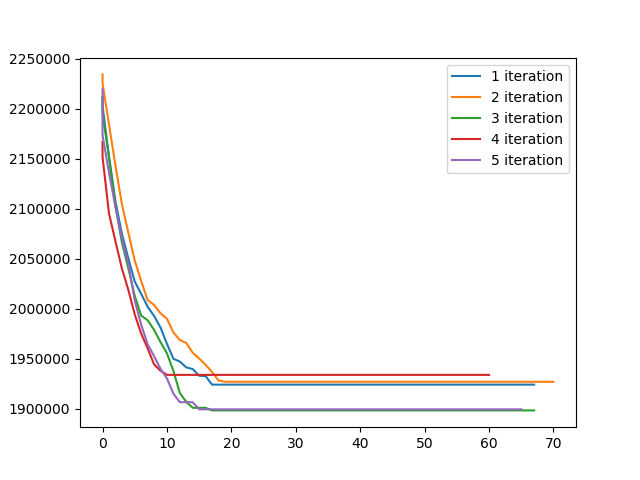 2250000
2200000
2150000
2100000
2050000
2000000
1950000
1900000
0 10 20 30 40 50 60 70
1 iteration
2 iteration
3 iteration
4 iteration
5 iteration